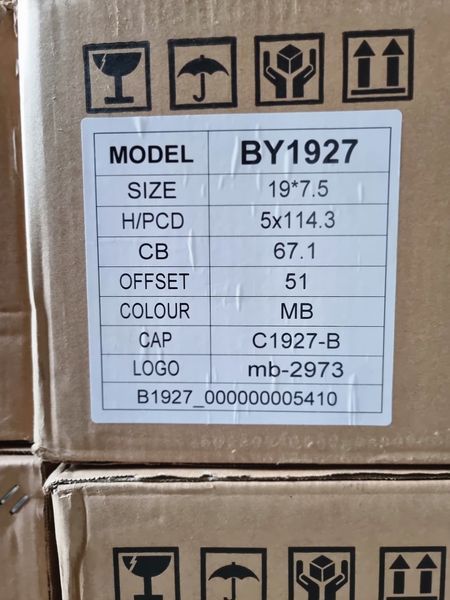 MODEL BY1927
SIZE 19*7.5
H/PCD 5x114.3
CB 67.1
OFFSET 51
COLOUR MB
CAP C1927-B
LOGO mb-2973
B1927_000000005410